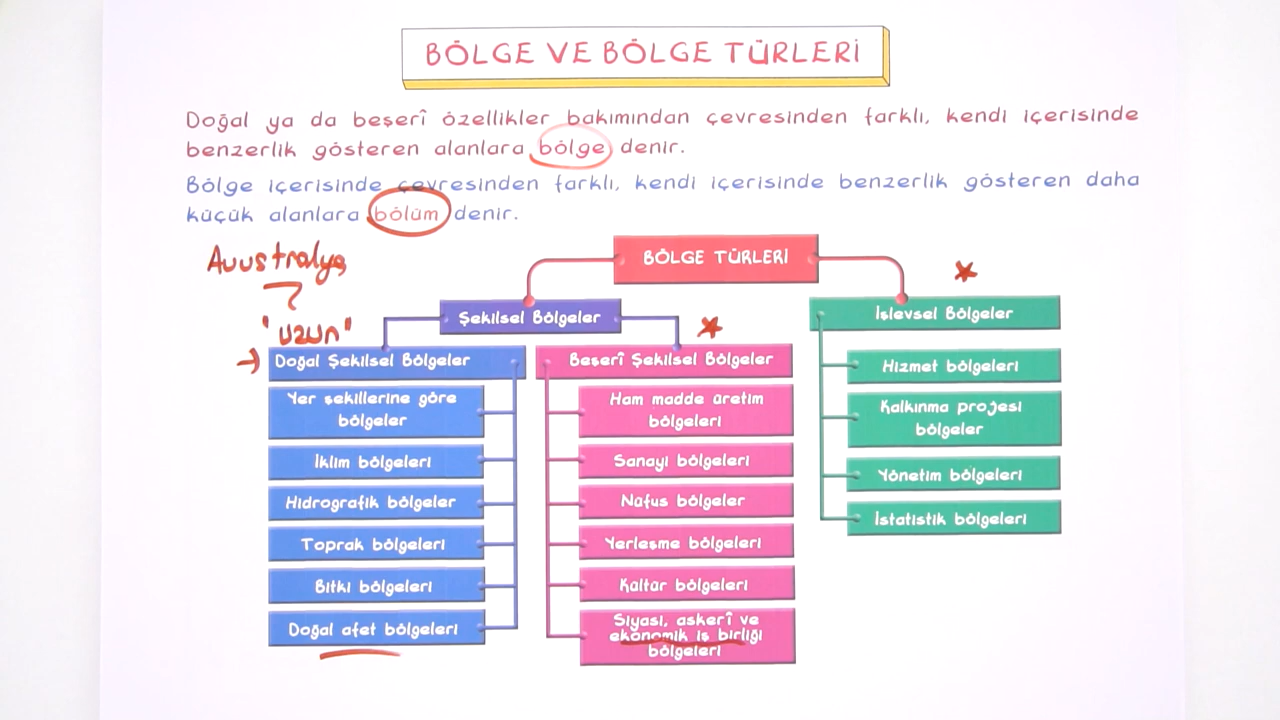 BÖLGE VE BÖLGE TÜRLERİ
Doğal ya da beşerî özellikler bakımından çevresinden farklı, kendi içerisinde
benzerlik gösteren alanlara bölge denir.
Bölge içerisinde çevresinden farklı, kendi içerisinde benzerlik gösteren daha
küçük alanlara bölüm denir.
Avustralya
"uzun"
BÖLGE TÜRLERİ
Şekilsel Bölgeler
İşlevsel Bölgeler
Doğal Şekilsel Bölgeler
Yer şekillerine göre
bölgeler
İklim bölgeleri
Hidrografik bölgeler
Toprak bölgeleri
Bitki bölgeleri
Doğal afet bölgeleri
Beşerî Şekilsel Bölgeler
Ham madde üretim
bölgeleri
Sanayi bölgeleri
Nüfus bölgeler
Yerleşme bölgeleri
Kültür bölgeleri
Siyasi, askerî ve
ekonomik iş birliği
bölgeleri
Hizmet bölgeleri
Kalkınma projesi
bölgeler
Yönetim bölgeleri
İstatistik bölgeleri